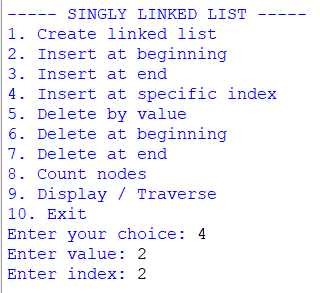 ----- SINGLY LINKED LIST -----
1. Create linked list
2. Insert at beginning
3. Insert at end
4. Insert at specific index
5. Delete by value
6. Delete at beginning
7. Delete at end
8. Count nodes
9. Display / Traverse
10. Exit
Enter your choice: 4
Enter value: 2
Enter index: 2